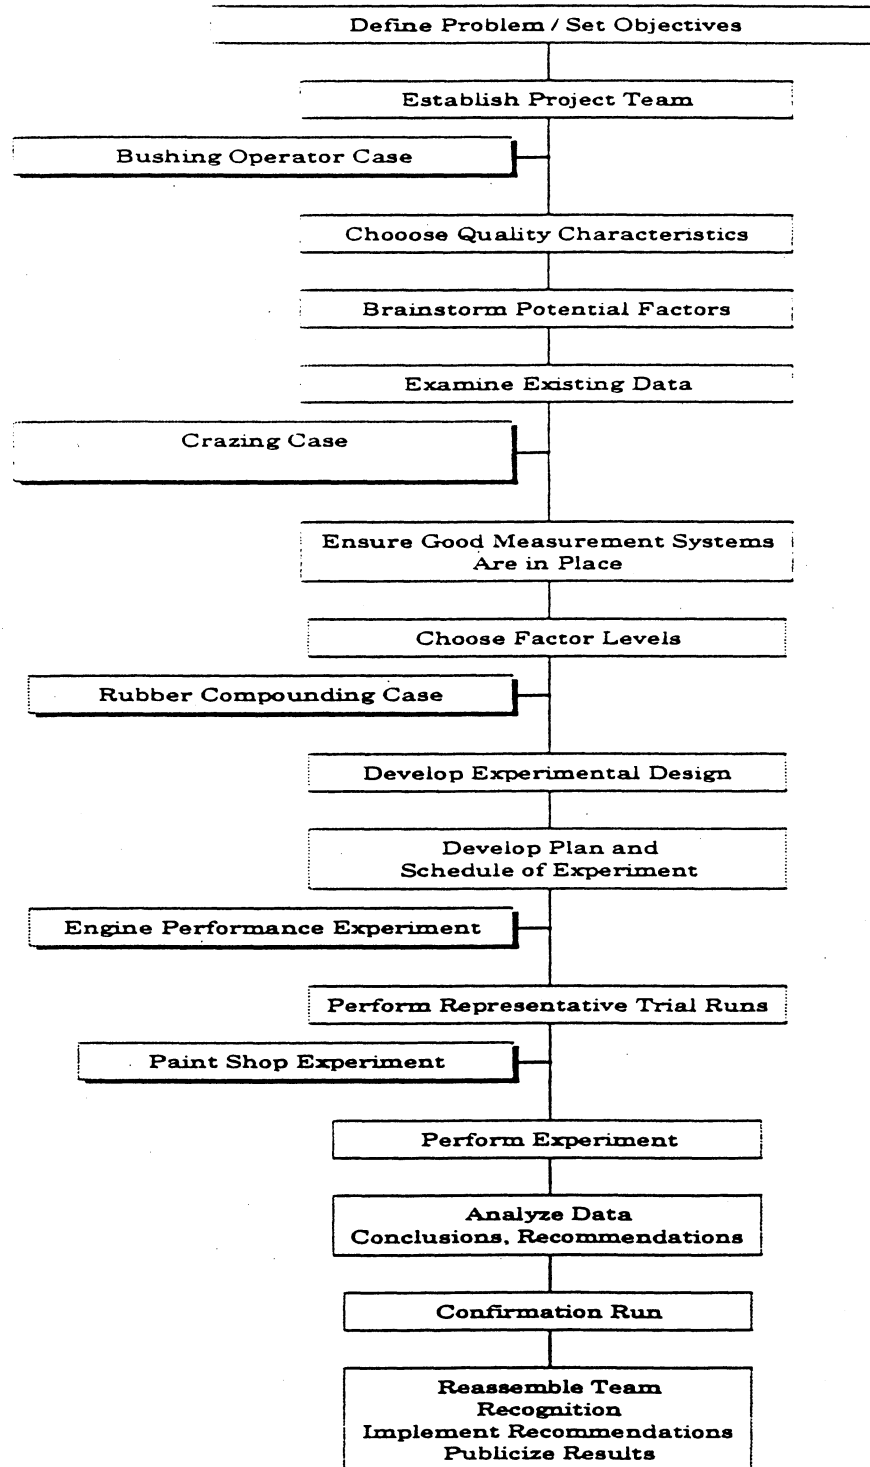 Define Problem / Set Objectives
Establish Project Team
Bushing Operator Case
Chooose Quality Characteristics
Brainstorm Potential Factors
Examine Existing Data
Crazing Case
Ensure Good Measurement Systems
Are in Place
Choose Factor Levels
Rubber Compounding Case
Develop Experimental Design
Develop Plan and
Schedule of Experiment
Engine Performance Experiment
Perform Representative Trial Runs
Paint Shop Experiment
Perform Experiment
Analyze Data
Conclusions, Recommendations
Confirmation Run
Reassemble Team
Recognition
Implement Recommendations
Publicize Results